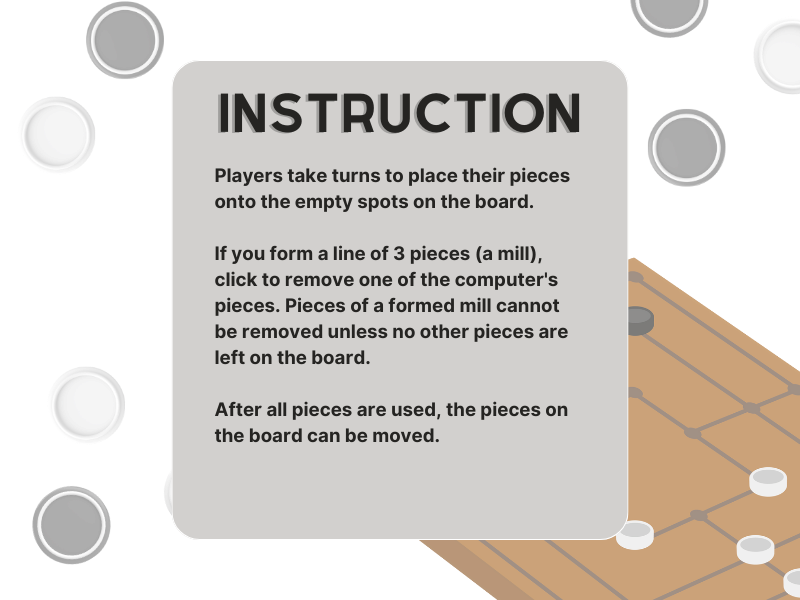 INSTRUCTION
Players take turns to place their pieces
onto the empty spots on the board.
If you form a line of 3 pieces (a mill),
click to remove one of the computer's
pieces. Pieces of a formed mill cannot
be removed unless no other pieces are
left on the board.
After all pieces are used, the pieces on
the board can be moved.